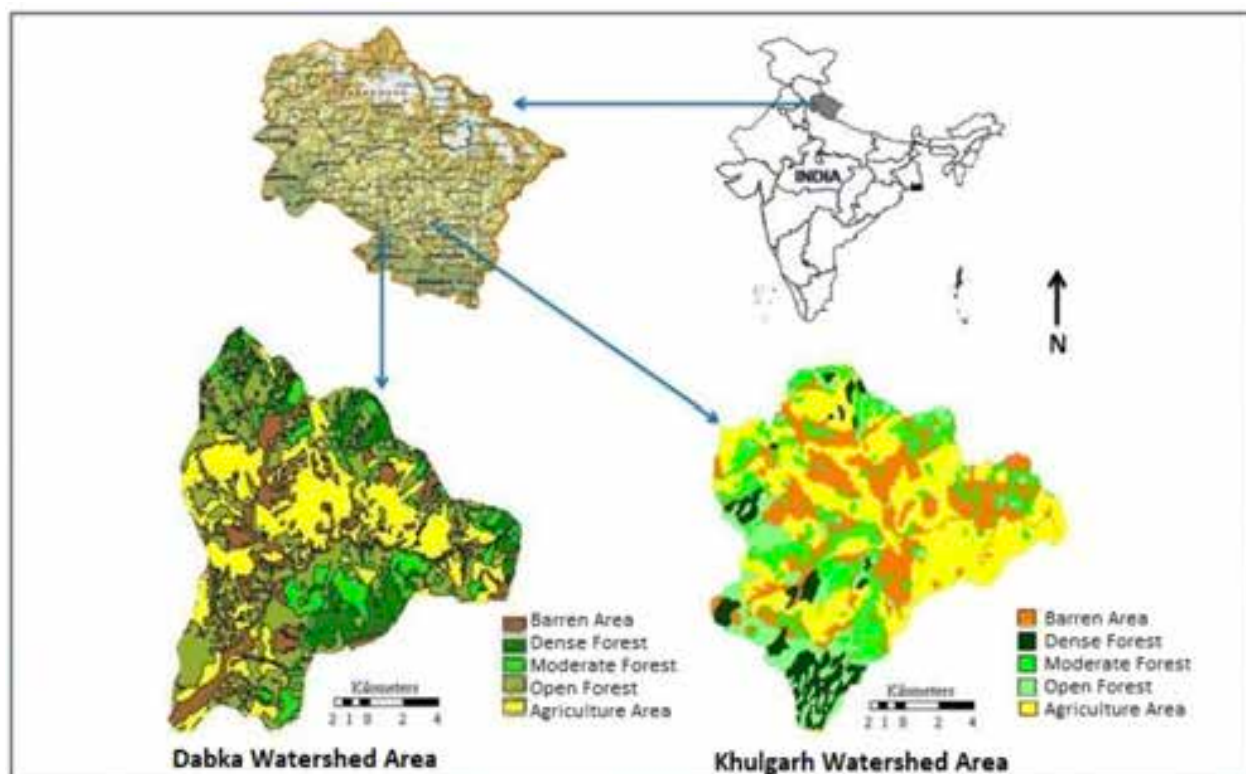 INDIA
N
Barren Area
Dense Forest
Moderate Forest
Open Forest
Agriculture Area
Kilometers
2 1 0 2 4
Dabka Watershed Area
Barren Area
Dense Forest
Moderate Forest
Open Forest
Agriculture Area
Kilometers
2 1 0 2 4
Khulgarh Watershed Area